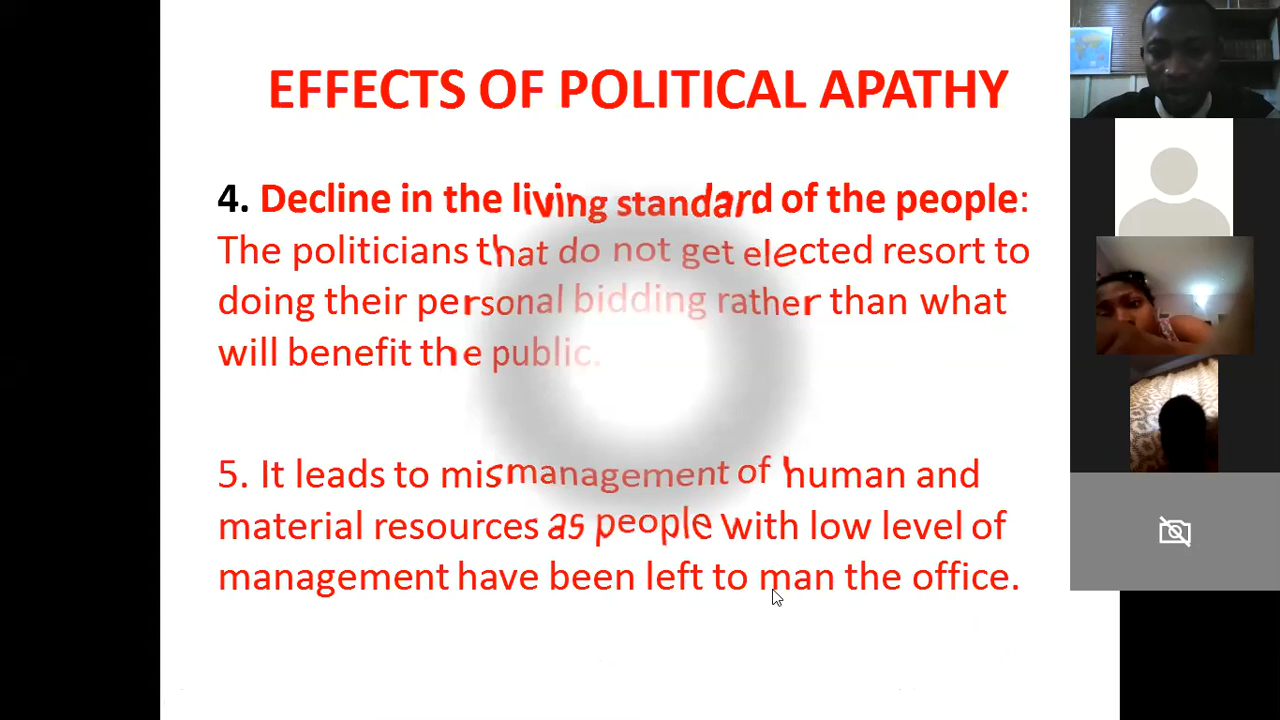 EFFECTS OF POLITICAL APATHY
4. Decline in the living standard of the people:
The politicians that do not get elected resort to
doing their personal bidding rather than what
will benefit the public.
5. It leads to mismanagement of human and
material resources as people with low level of
management have been left to man the office.